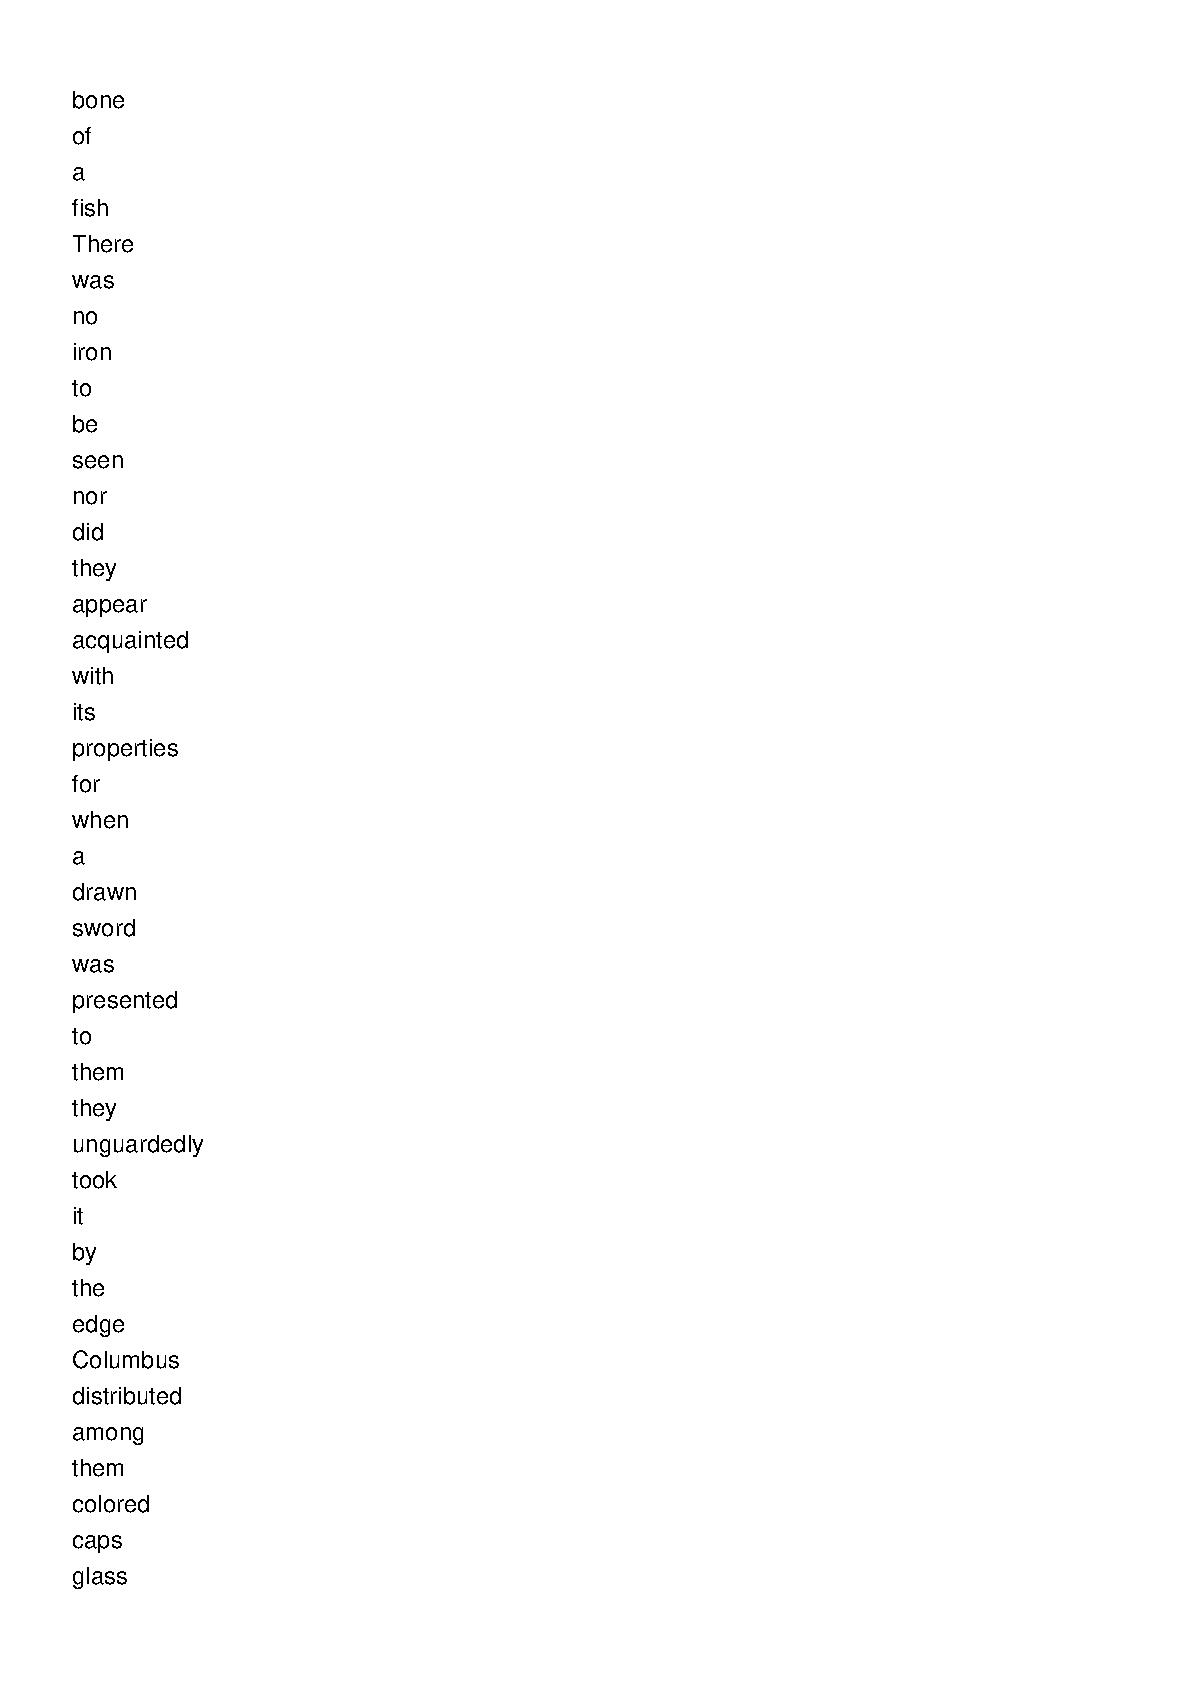 bone
of
a
fish
There
was
no
iron
to
be
seen
nor
did
they
appear
acquainted
with
its
properties
for
when
a
drawn
sword
was
presented
to
them
they
unguardedly
took
it
by
the
edge
Columbus
distributed
among
them
colored
caps
glass